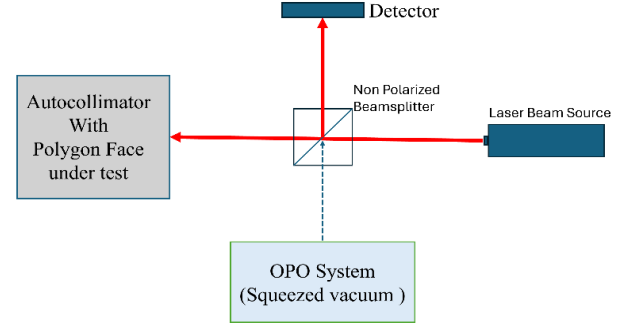 Detector
Non Polarized
Beamsplitter
Laser Beam Source
Autocollimator
With
Polygon Face
under test
OPO System
(Squeezed vacuum )